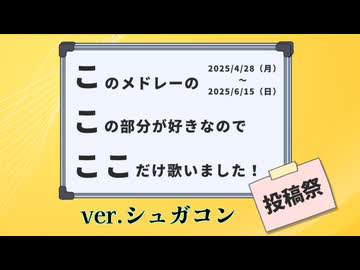 このメドレーの
2025/4/28（月）
～
2025/6/15（日）
この部分が好きなので
ここだけ歌いました！
投稿祭
ver.シュガコン